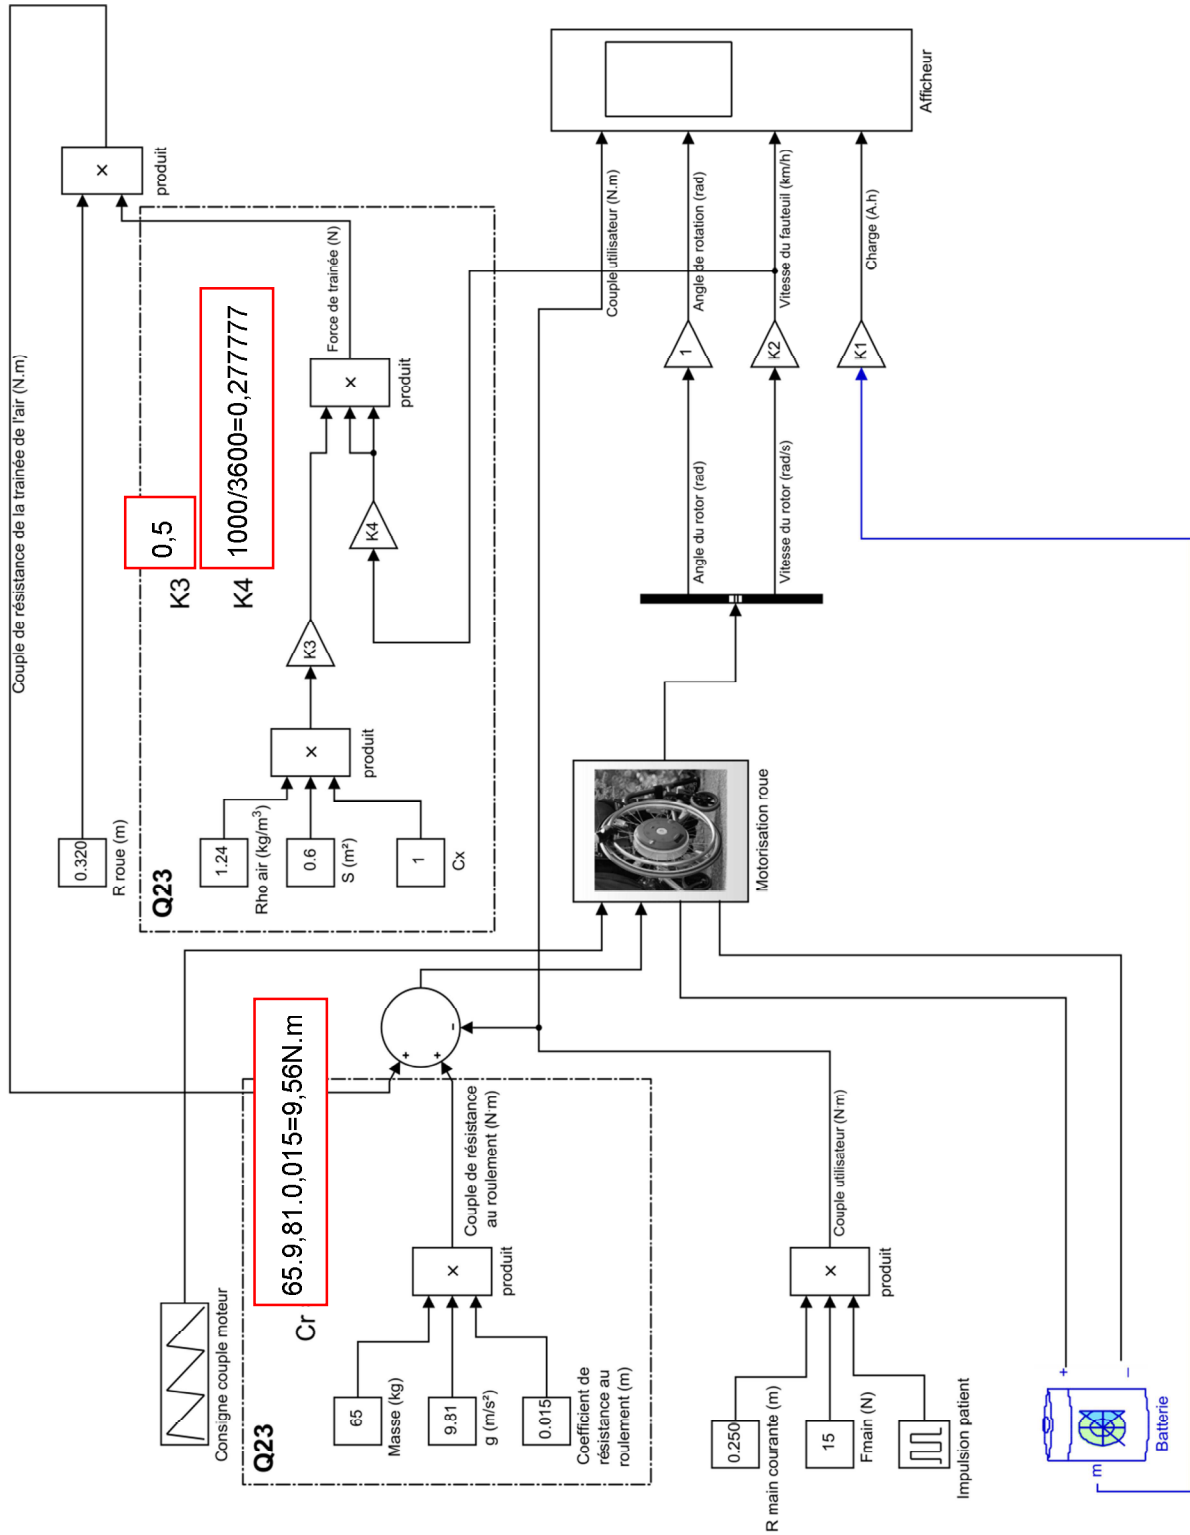 Couple de résistance de la trainée de l'air (N.m)
Consigne couple moteur
Q23
Cr
65.9,81.0,015=9,56N.m
65
Masse (kg)
9.81
g (m/s²)
0.015
Coefficient de
résistance au
roulement (m)
×
produit
Couple de résistance
au roulement (N·m)
+
+
-
0.250
R main courante (m)
15
Fmain (N)
Impulsion patient
×
produit
Couple utilisateur (N·m)
m
+
–
Batterie
0.320
R roue (m)
×
produit
Q23
1.24
Rho air (kg/m³)
0.6
S (m²)
1
Cx
×
produit
K3
K3
0,5
K4
1000/3600=0,277777
K4
×
produit
Force de trainée (N)
Motorisation roue
Angle du rotor (rad)
Vitesse du rotor (rad/s)
1
K2
K1
Couple utilisateur (N.m)
Angle de rotation (rad)
Vitesse du fauteuil (km/h)
Charge (A.h)
Afficheur